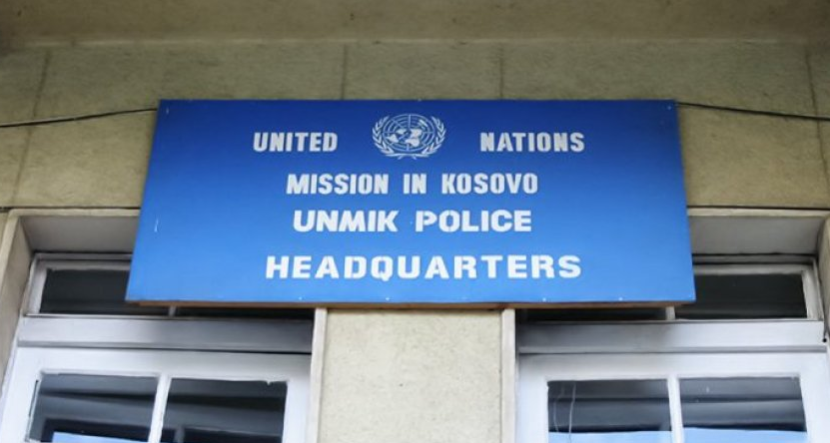 UNITED NATIONS
MISSION IN KOSOVO
UNMIK POLICE
HEADQUARTERS